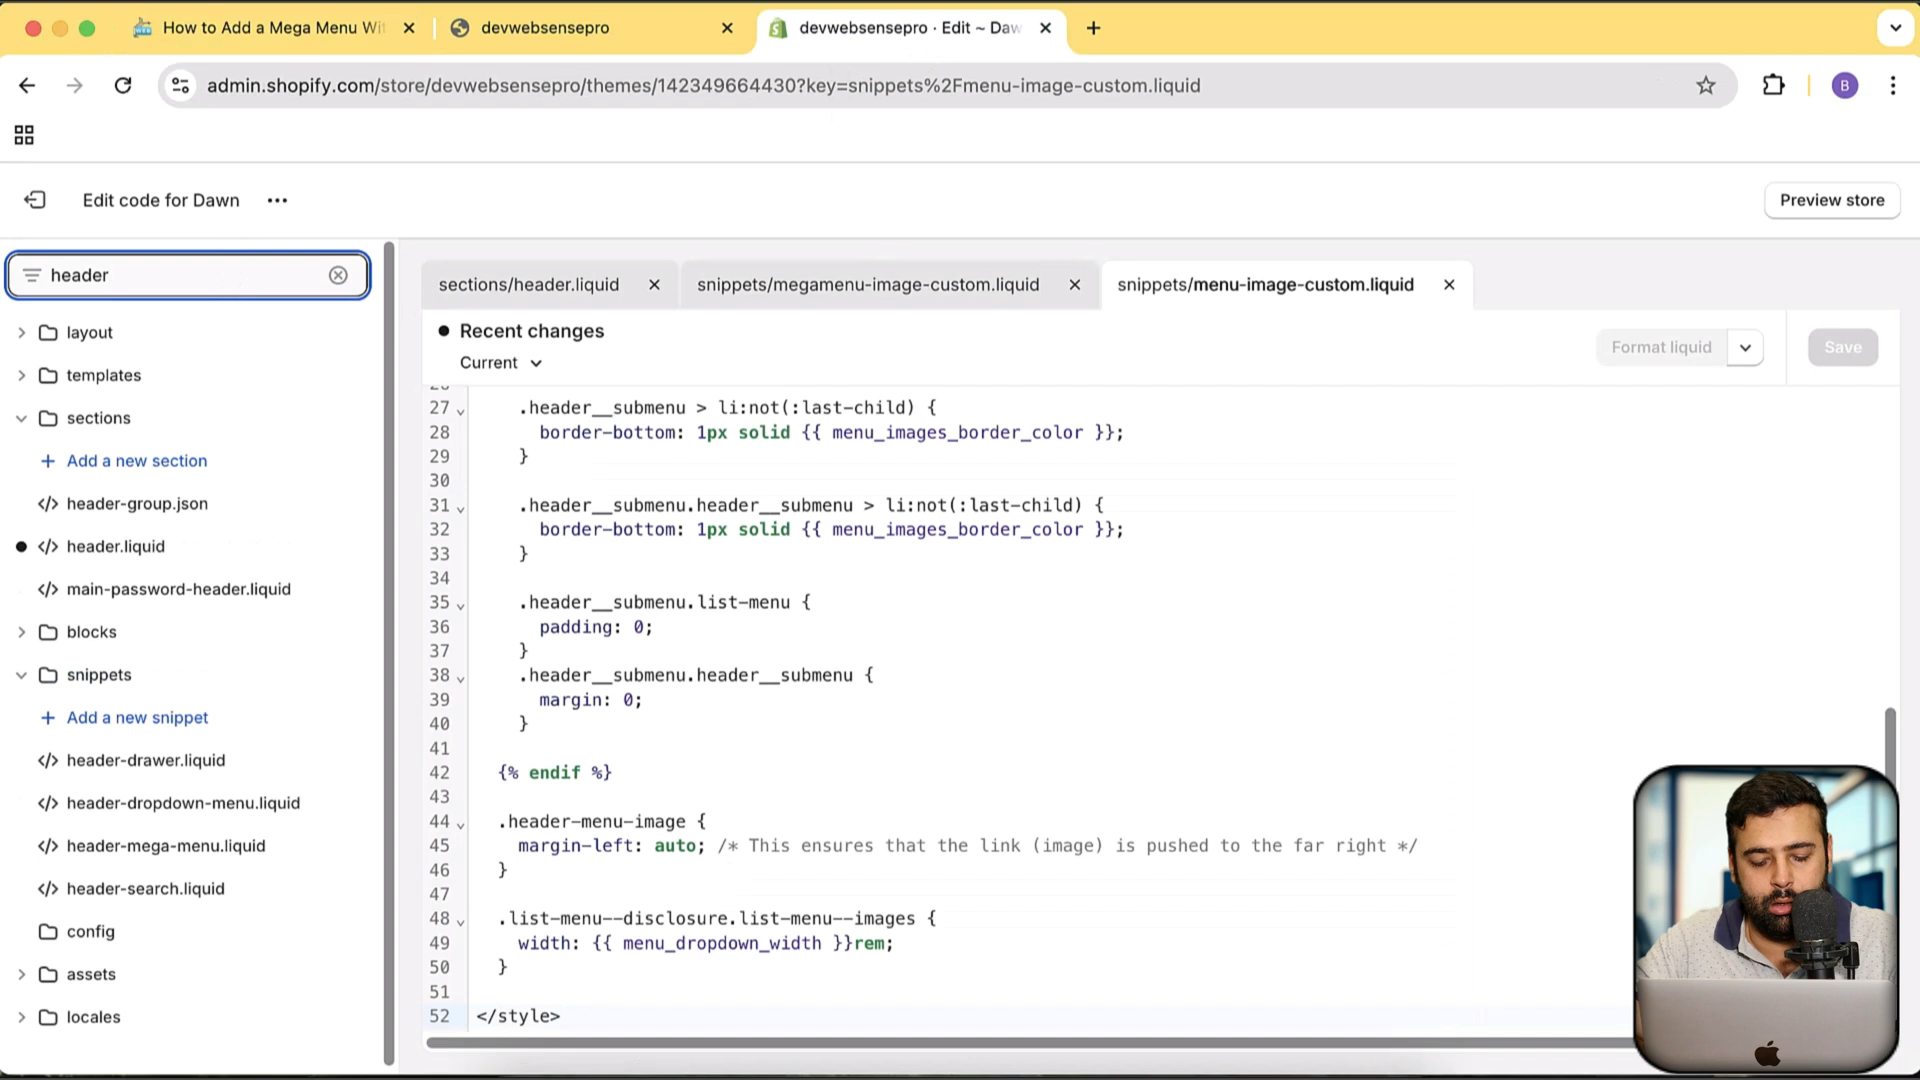 How to Add a Mega Menu Wit
devwebsensepro
devwebsensepro · Edit ~ Daw
admin.shopify.com/store/devwebsensepro/themes/142349664430?key=snippets%2Fmenu-image-custom.liquid
B
Edit code for Dawn
Preview store
header
layout
templates
sections
Add a new section
header-group.json
header.liquid
main-password-header.liquid
blocks
snippets
Add a new snippet
header-drawer.liquid
header-dropdown-menu.liquid
header-mega-menu.liquid
header-search.liquid
config
assets
locales
sections/header.liquid
snippets/megamenu-image-custom.liquid
snippets/menu-image-custom.liquid
Recent changes
Current
Format liquid
Save
27 .header__submenu > li:not(:last-child) {
28 border-bottom: 1px solid {{ menu_images_border_color }};
29 }
30
31 .header__submenu.header__submenu > li:not(:last-child) {
32 border-bottom: 1px solid {{ menu_images_border_color }};
33 }
34
35 .header__submenu.list-menu {
36 padding: 0;
37 }
38 .header__submenu.header__submenu {
39 margin: 0;
40 }
41
42 {% endif %}
43
44 .header-menu-image {
45 margin-left: auto; /* This ensures that the link (image) is pushed to the far right */
46 }
47
48 .list-menu--disclosure.list-menu--images {
49 width: {{ menu_dropdown_width }}rem;
50 }
51
52 </style>